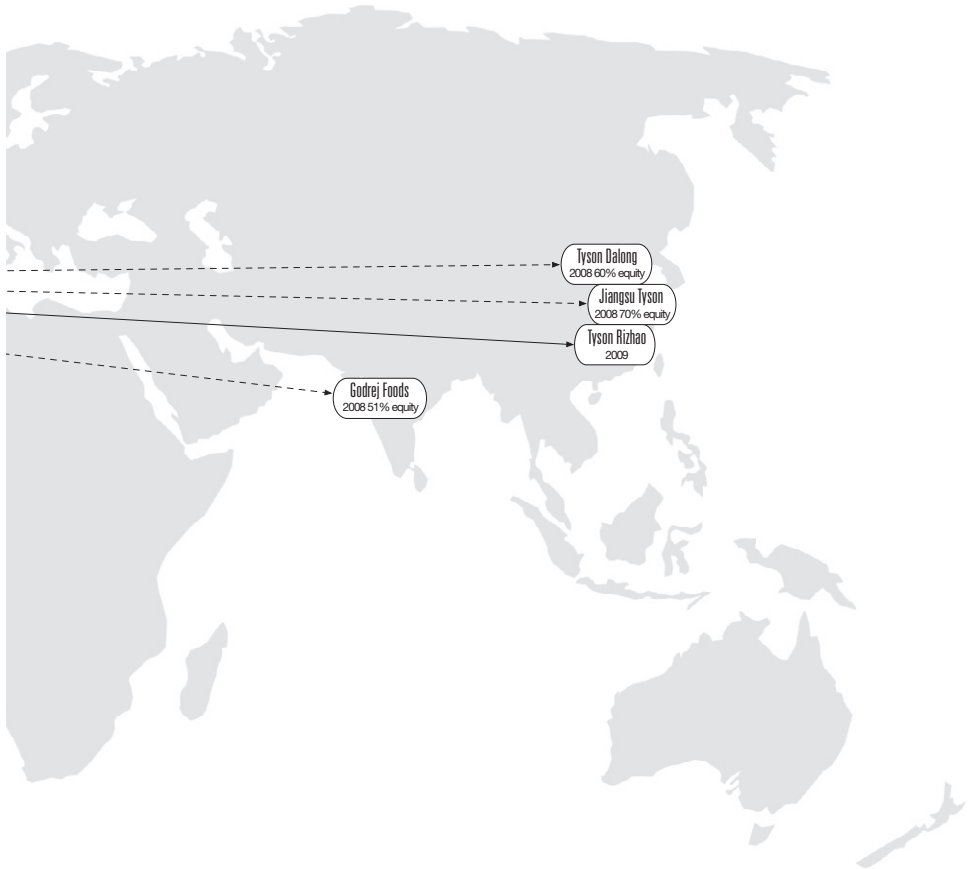 Tyson Dalong
2008 60% equity
Jiangsu Tyson
2008 70% equity
Tyson Rizhao
2009
Godrej Foods
2008 51% equity